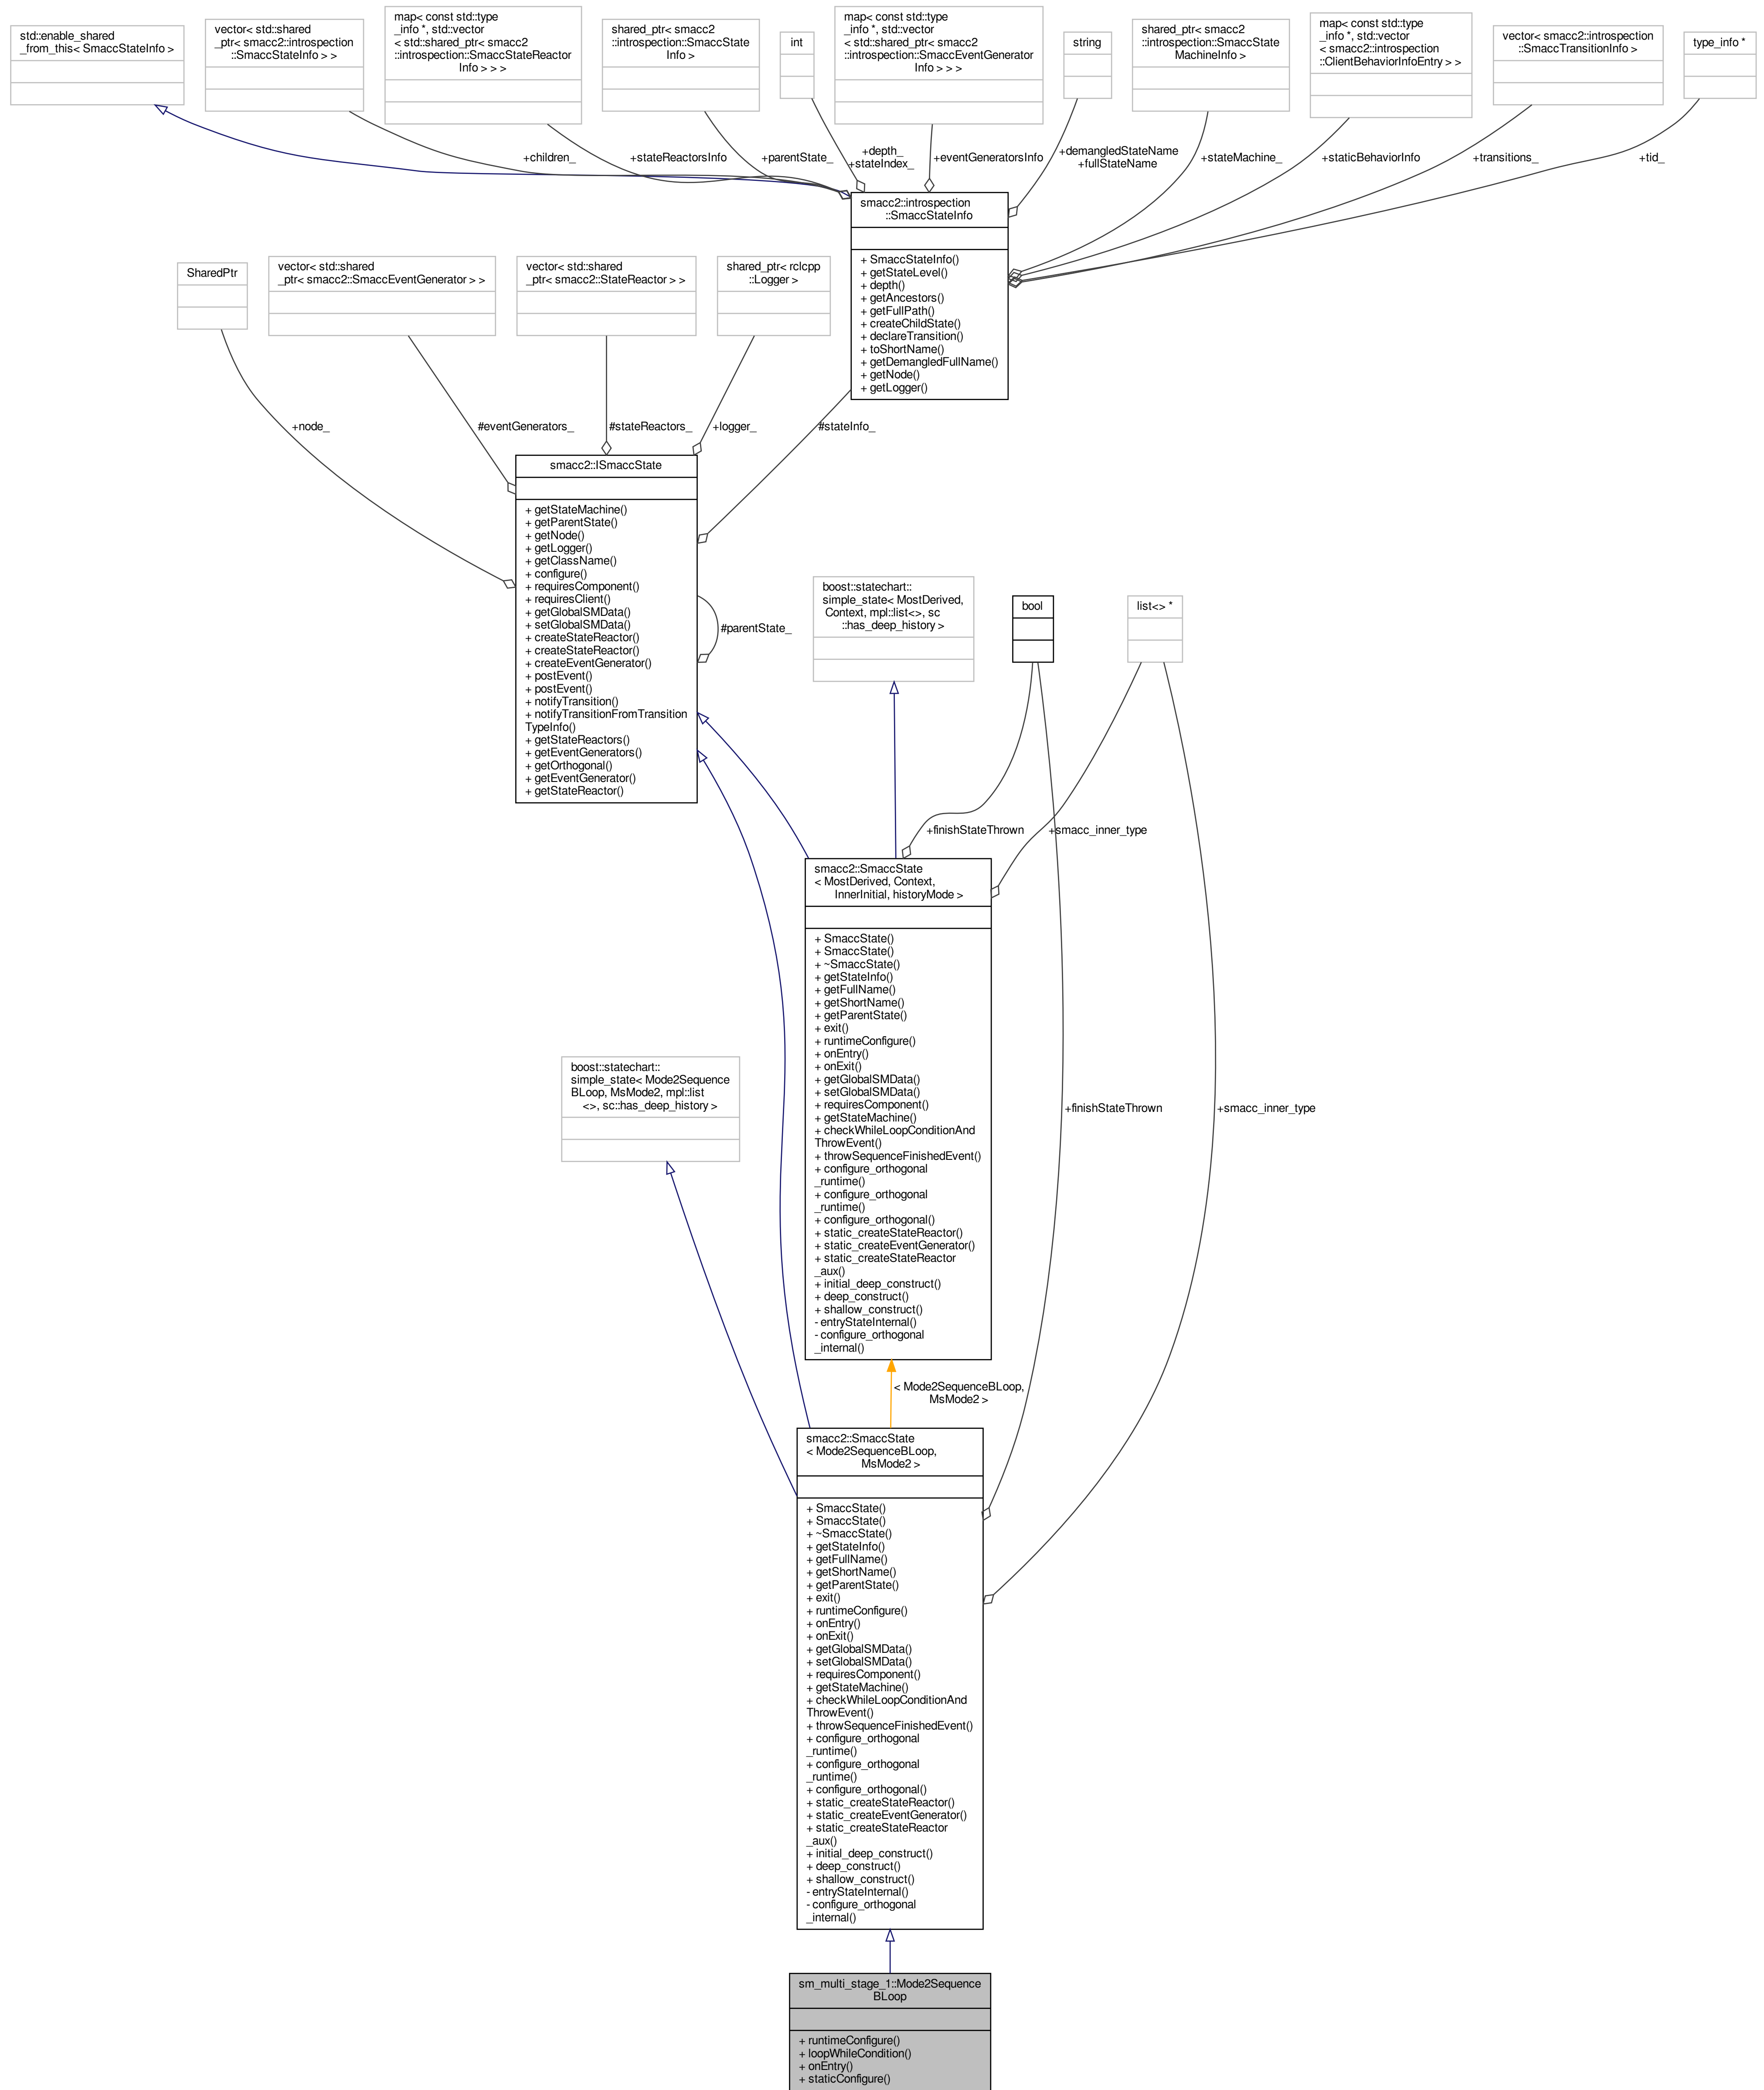 std::enable_shared
_from_this< SmaccStateInfo >
vector< std::shared
_ptr< smacc2::introspection
::SmaccStateInfo > >
map< const std::type
_info *, std::vector
< std::shared_ptr< smacc2
::introspection::SmaccStateReactor
Info > > >
shared_ptr< smacc2
::introspection::SmaccState
Info >
int
map< const std::type
_info *, std::vector
< std::shared_ptr< smacc2
::introspection::SmaccEventGenerator
Info > > >
string
shared_ptr< smacc2
::introspection::SmaccState
MachineInfo >
map< const std::type
_info *, std::vector
< smacc2::introspection
::ClientBehaviorInfoEntry > >
vector< smacc2::introspection
::SmaccTransitionInfo >
type_info *
+children_
+stateReactorsInfo
+parentState_
+depth_
+stateIndex_
+eventGeneratorsInfo
+demangledStateName
+fullStateName
+stateMachine_
+staticBehaviorInfo
+transitions_
+tid_
smacc2::introspection
::SmaccStateInfo
+ SmaccStateInfo()
+ getStateLevel()
+ depth()
+ getAncestors()
+ getFullPath()
+ createChildState()
+ declareTransition()
+ toShortName()
+ getDemangledFullName()
+ getNode()
+ getLogger()
SharedPtr
vector< std::shared
_ptr< smacc2::SmaccEventGenerator > >
vector< std::shared
_ptr< smacc2::StateReactor > >
shared_ptr< rclcpp
::Logger >
+node_
#eventGenerators_
#stateReactors_
+logger_
#stateInfo_
smacc2::ISmaccState
+ getStateMachine()
+ getParentState()
+ getNode()
+ getLogger()
+ getClassName()
+ configure()
+ requiresComponent()
+ requiresClient()
+ getGlobalSMData()
+ setGlobalSMData()
+ createStateReactor()
+ createStateReactor()
+ createEventGenerator()
+ postEvent()
+ postEvent()
+ notifyTransition()
+ notifyTransitionFromTransition
TypeInfo()
+ getStateReactors()
+ getEventGenerators()
+ getOrthogonal()
+ getEventGenerator()
+ getStateReactor()
#parentState_
boost::statechart::
simple_state< MostDerived,
Context, mpl::list<>, sc
::has_deep_history >
bool
list<> *
+finishStateThrown
+smacc_inner_type
smacc2::SmaccState
< MostDerived, Context,
InnerInitial, historyMode >
+ SmaccState()
+ SmaccState()
+ ~SmaccState()
+ getStateInfo()
+ getFullName()
+ getShortName()
+ getParentState()
+ exit()
+ runtimeConfigure()
+ onEntry()
+ onExit()
+ getGlobalSMData()
+ setGlobalSMData()
+ requiresComponent()
+ getStateMachine()
+ checkWhileLoopConditionAnd
ThrowEvent()
+ throwSequenceFinishedEvent()
+ configure_orthogonal
_runtime()
+ configure_orthogonal
_runtime()
+ configure_orthogonal()
+ static_createStateReactor()
+ static_createEventGenerator()
+ static_createStateReactor
_aux()
+ initial_deep_construct()
+ deep_construct()
+ shallow_construct()
- entryStateInternal()
- configure_orthogonal
_internal()
boost::statechart::
simple_state< Mode2Sequence
BLoop, MsMode2, mpl::list
<>, sc::has_deep_history >
+finishStateThrown
+smacc_inner_type
< Mode2SequenceBLoop,
MsMode2 >
smacc2::SmaccState
< Mode2SequenceBLoop,
MsMode2 >
+ SmaccState()
+ SmaccState()
+ ~SmaccState()
+ getStateInfo()
+ getFullName()
+ getShortName()
+ getParentState()
+ exit()
+ runtimeConfigure()
+ onEntry()
+ onExit()
+ getGlobalSMData()
+ setGlobalSMData()
+ requiresComponent()
+ getStateMachine()
+ checkWhileLoopConditionAnd
ThrowEvent()
+ throwSequenceFinishedEvent()
+ configure_orthogonal
_runtime()
+ configure_orthogonal
_runtime()
+ configure_orthogonal()
+ static_createStateReactor()
+ static_createEventGenerator()
+ static_createStateReactor
_aux()
+ initial_deep_construct()
+ deep_construct()
+ shallow_construct()
- entryStateInternal()
- configure_orthogonal
_internal()
sm_multi_stage_1::Mode2Sequence
BLoop
+ runtimeConfigure()
+ loopWhileCondition()
+ onEntry()
+ staticConfigure()